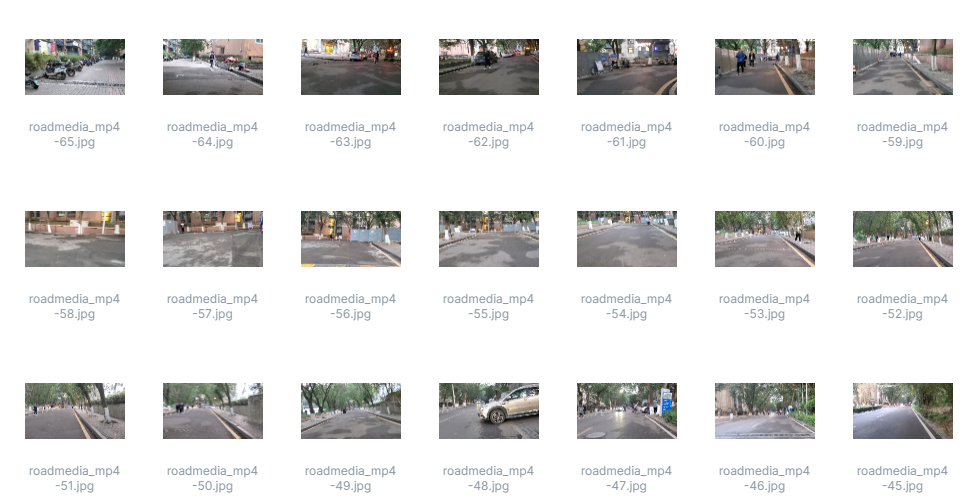 roadmedia_mp4
-65.jpg
roadmedia_mp4
-64.jpg
roadmedia_mp4
-63.jpg
roadmedia_mp4
-62.jpg
roadmedia_mp4
-61.jpg
roadmedia_mp4
-60.jpg
roadmedia_mp4
-59.jpg
roadmedia_mp4
-58.jpg
roadmedia_mp4
-57.jpg
roadmedia_mp4
-56.jpg
roadmedia_mp4
-55.jpg
roadmedia_mp4
-54.jpg
roadmedia_mp4
-53.jpg
roadmedia_mp4
-52.jpg
roadmedia_mp4
-51.jpg
roadmedia_mp4
-50.jpg
roadmedia_mp4
-49.jpg
roadmedia_mp4
-48.jpg
roadmedia_mp4
-47.jpg
roadmedia_mp4
-46.jpg
roadmedia_mp4
-45.jpg